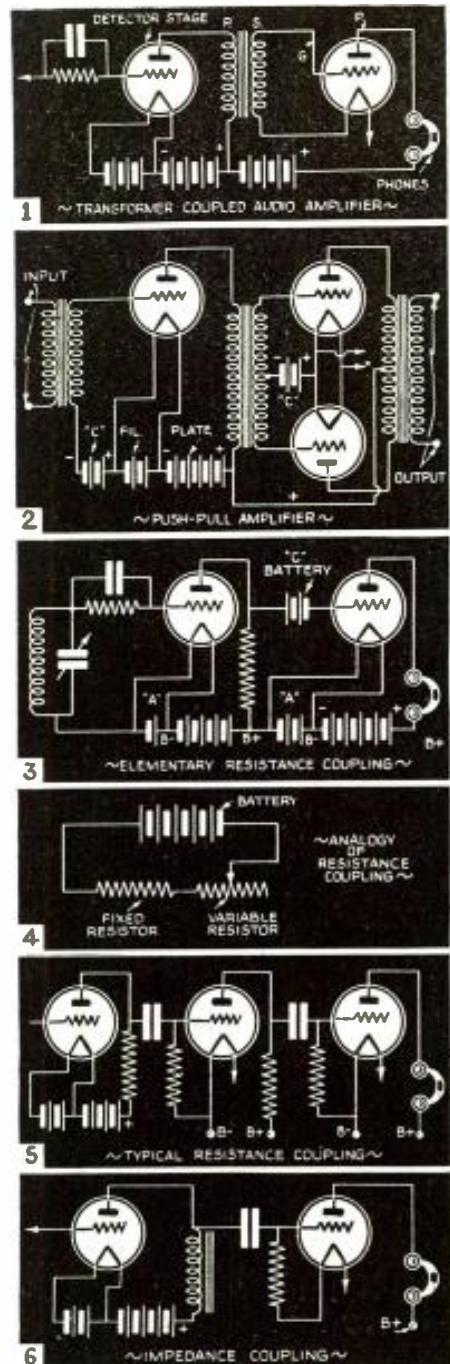 DETECTOR STAGE
P. S. P.
G
- + +
PHONES
1 ~TRANSFORMER COUPLED AUDIO AMPLIFIER~
INPUT
"C" FIL. PLATE
- + - +
- +
"C"
+
OUTPUT
2 ~PUSH-PULL AMPLIFIER~
"C"
BATTERY
"A" "A"
B- B+ B- - + B+
3 ~ELEMENTARY RESISTANCE COUPLING~
BATTERY
~ANALOGY
OF
RESISTANCE
COUPLING~
FIXED
RESISTOR
VARIABLE
RESISTOR
4
+ B- B+ B- B+
5 ~TYPICAL RESISTANCE COUPLING~
+ B+
6 ~IMPEDANCE COUPLING~